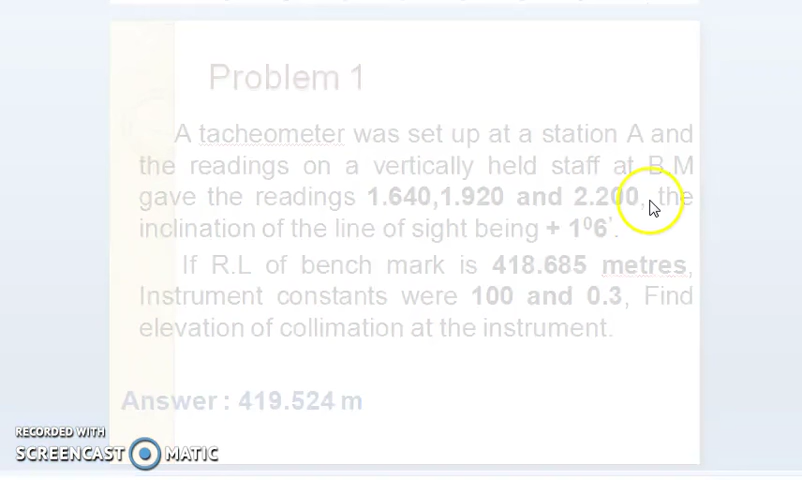 Problem 1
A tacheometer was set up at a station A and
the readings on a vertically held staff at B.M
gave the readings 1.640,1.920 and 2.200, the
inclination of the line of sight being + 1⁰6'.
If R.L of bench mark is 418.685 metres,
Instrument constants were 100 and 0.3, Find
elevation of collimation at the instrument.
Answer : 419.524 m
RECORDED WITH
SCREENCAST MATIC